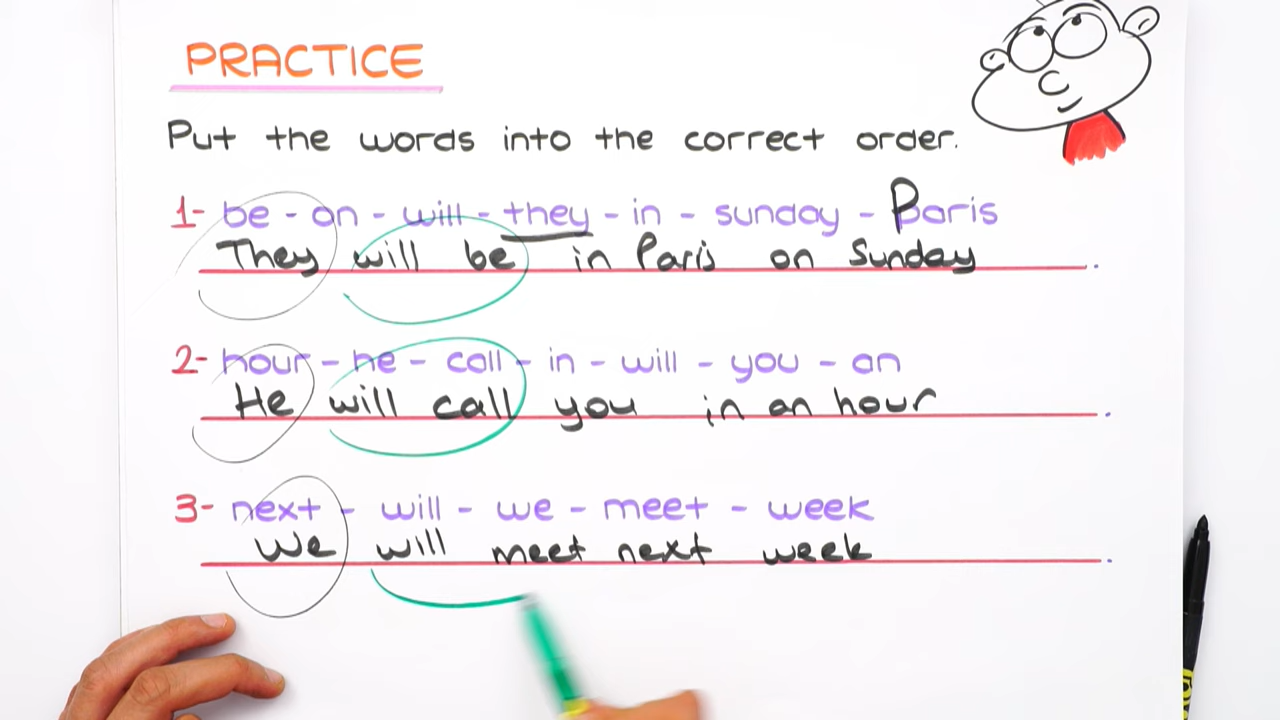 PRACTICE
Put the words into the correct order.
1- be - on - will - they - in - sunday - Paris
They will be in Paris on Sunday.
2- hour - he - call - in - will - you - an
He will call you in an hour.
3- next - will - we - meet - week
We will meet next week.